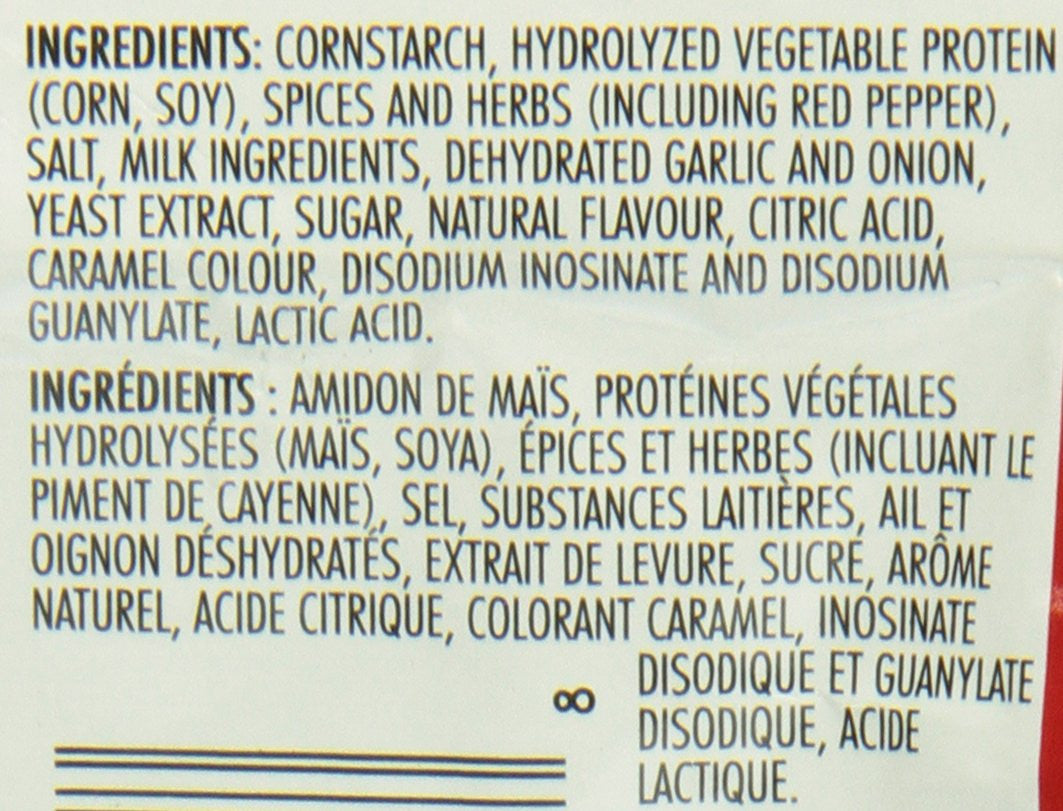 INGREDIENTS: CORNSTARCH, HYDROLYZED VEGETABLE PROTEIN
(CORN, SOY), SPICES AND HERBS (INCLUDING RED PEPPER),
SALT, MILK INGREDIENTS, DEHYDRATED GARLIC AND ONION,
YEAST EXTRACT, SUGAR, NATURAL FLAVOUR, CITRIC ACID,
CARAMEL COLOUR, DISODIUM INOSINATE AND DISODIUM
GUANYLATE, LACTIC ACID.
INGRÉDIENTS : AMIDON DE MAÏS, PROTÉINES VÉGÉTALES
HYDROLYSÉES (MAÏS, SOYA), ÉPICES ET HERBES (INCLUANT LE
PIMENT DE CAYENNE), SEL, SUBSTANCES LAITIÈRES, AIL ET
OIGNON DÉSHYDRATÉS, EXTRAIT DE LEVURE, SUCRE, ARÔME
NATUREL, ACIDE CITRIQUE, COLORANT CARAMEL, INOSINATE
DISODIQUE ET GUANYLATE
DISODIQUE, ACIDE
LACTIQUE.
∞